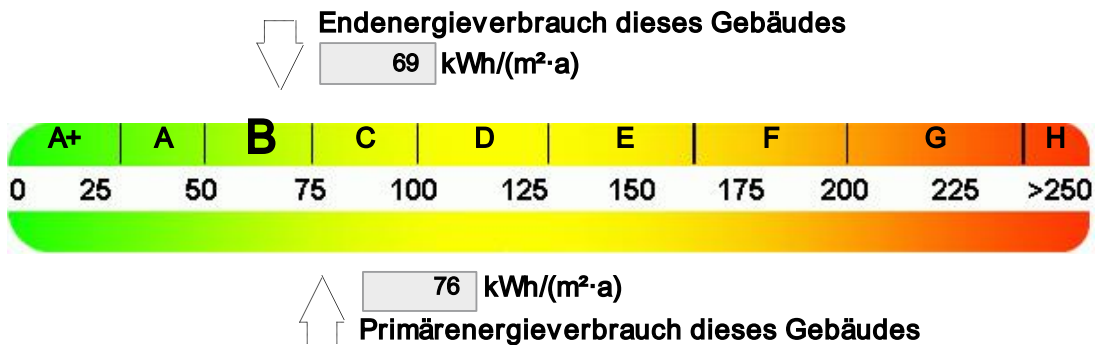 Endenergieverbrauch dieses Gebäudes
69 kWh/(m²·a)
A+ A B C D E F G H
0 25 50 75 100 125 150 175 200 225 >250
76 kWh/(m²·a)
Primärenergieverbrauch dieses Gebäudes